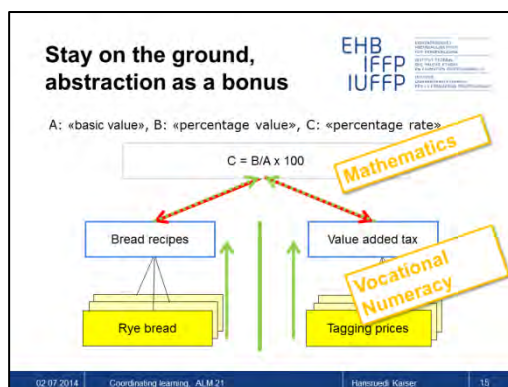 Stay on the ground,
abstraction as a bonus
EHB
IFFP
IUFFP
A: «basic value», B: «percentage value», C: «percentage rate»
C = B/A x 100
Mathematics
Bread recipes
Value added tax
Vocational
Numeracy
Rye bread
Tagging prices
02.07.2014 Coordinating learning, ALM 21 Hansruedi Kaiser 15